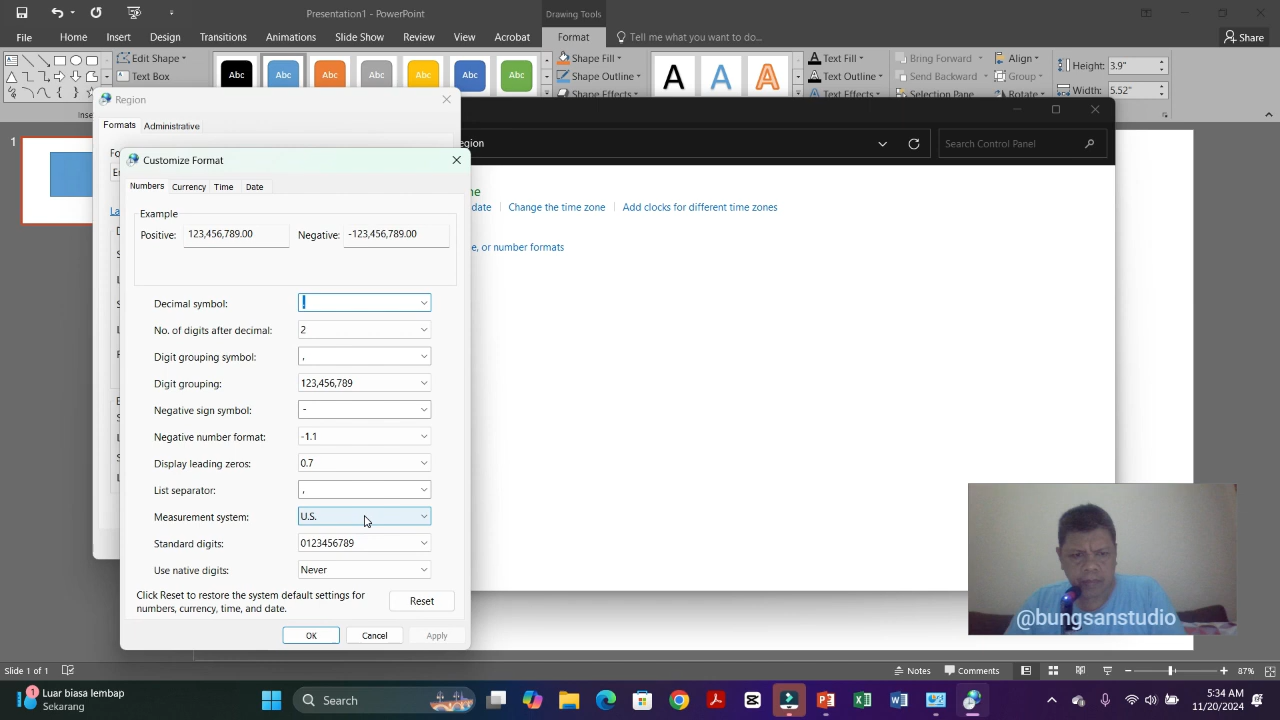 Presentation1 - PowerPoint
Drawing Tools
File Home Insert Design Transitions Animations Slide Show Review View Acrobat Format Tell me what you want to do... Share
Edit Shape
Text Box
Abc Abc Abc Abc Abc Abc Abc
Shape Fill
Shape Outline
Shape Effects
A A A
Text Fill
Text Outline
Text Effects
Bring Forward
Send Backward
Selection Pane
Align
Group
Rotate
Height: 3.9"
Width: 5.52"
1
Region
Formats Administrative
egion
Search Control Panel
ne
date Change the time zone Add clocks for different time zones
e, or number formats
Customize Format
Numbers Currency Time Date
Example
Positive: 123,456,789.00 Negative: -123,456,789.00
Decimal symbol: .
No. of digits after decimal: 2
Digit grouping symbol: ,
Digit grouping: 123,456,789
Negative sign symbol: -
Negative number format: -1.1
Display leading zeros: 0.7
List separator: ,
Measurement system: U.S.
Standard digits: 0123456789
Use native digits: Never
Click Reset to restore the system default settings for
numbers, currency, time, and date.
Reset
OK Cancel Apply
@bungsanstudio
Slide 1 of 1 Notes Comments 87%
1
Luar biasa lembap
Sekarang
Search
5:34 AM
11/20/2024